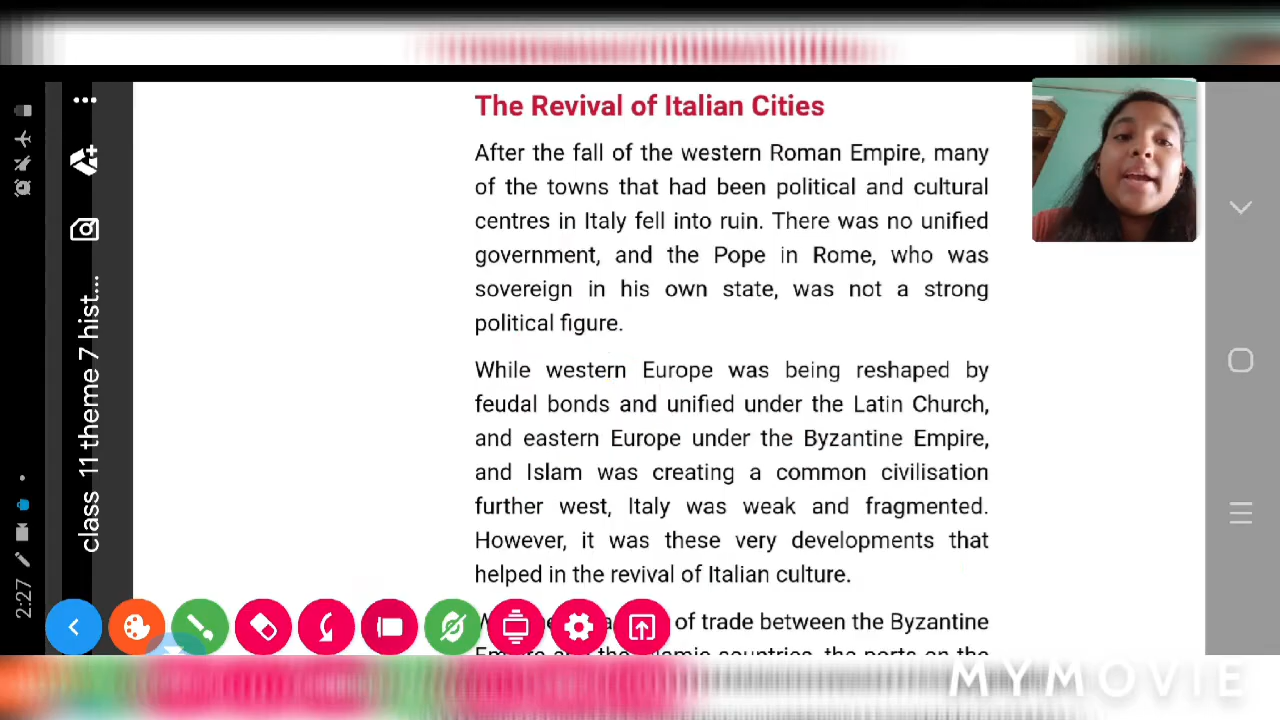 The Revival of Italian Cities
After the fall of the western Roman Empire, many
of the towns that had been political and cultural
centres in Italy fell into ruin. There was no unified
government, and the Pope in Rome, who was
sovereign in his own state, was not a strong
political figure.
While western Europe was being reshaped by
feudal bonds and unified under the Latin Church,
and eastern Europe under the Byzantine Empire,
and Islam was creating a common civilisation
further west, Italy was weak and fragmented.
However, it was these very developments that
helped in the revival of Italian culture.
of trade between the Byzantine
the ports on the
class 11 theme 7 hist...
2:27
MYMOVIE